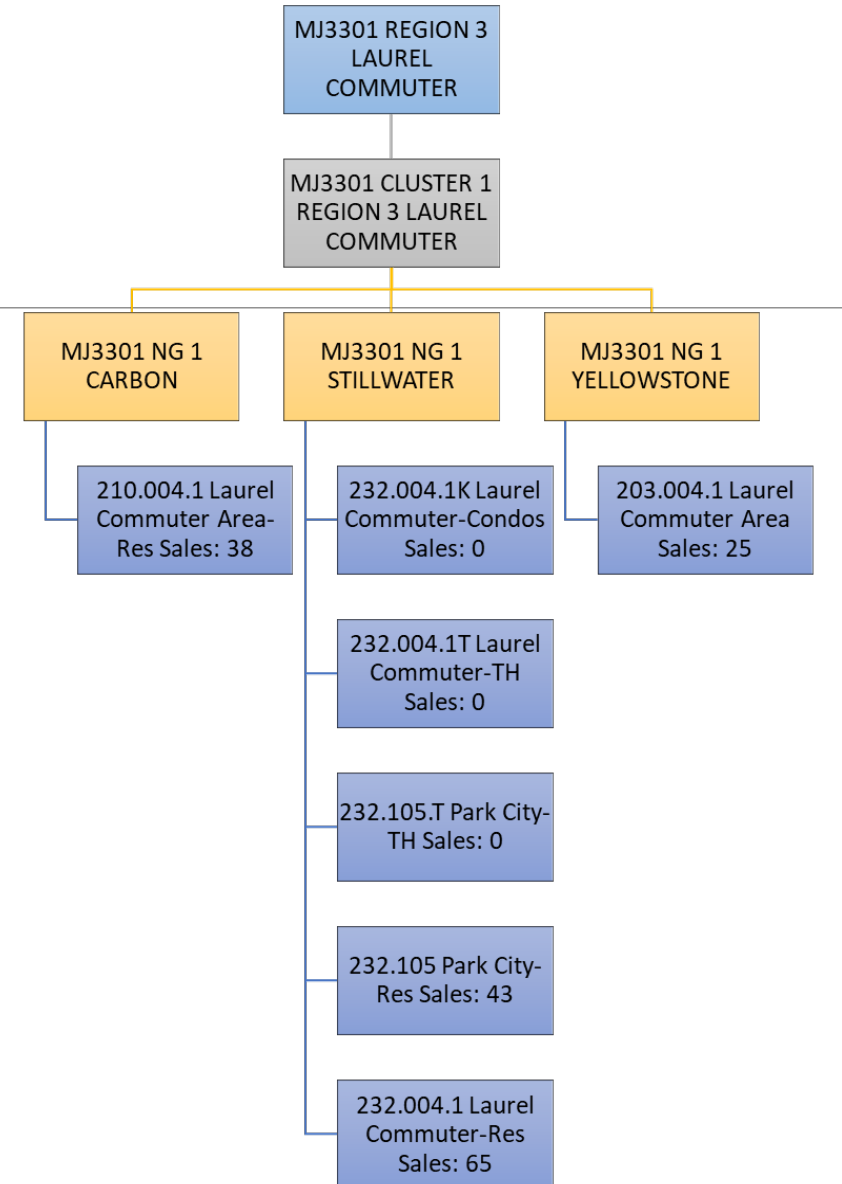 MJ3301 REGION 3
LAUREL
COMMUTER
MJ3301 CLUSTER 1
REGION 3 LAUREL
COMMUTER
MJ3301 NG 1
CARBON
MJ3301 NG 1
STILLWATER
MJ3301 NG 1
YELLOWSTONE
210.004.1 Laurel
Commuter Area-
Res Sales: 38
232.004.1K Laurel
Commuter-Condos
Sales: 0
203.004.1 Laurel
Commuter Area
Sales: 25
232.004.1T Laurel
Commuter-TH
Sales: 0
232.105.T Park City-
TH Sales: 0
232.105 Park City-
Res Sales: 43
232.004.1 Laurel
Commuter-Res
Sales: 65